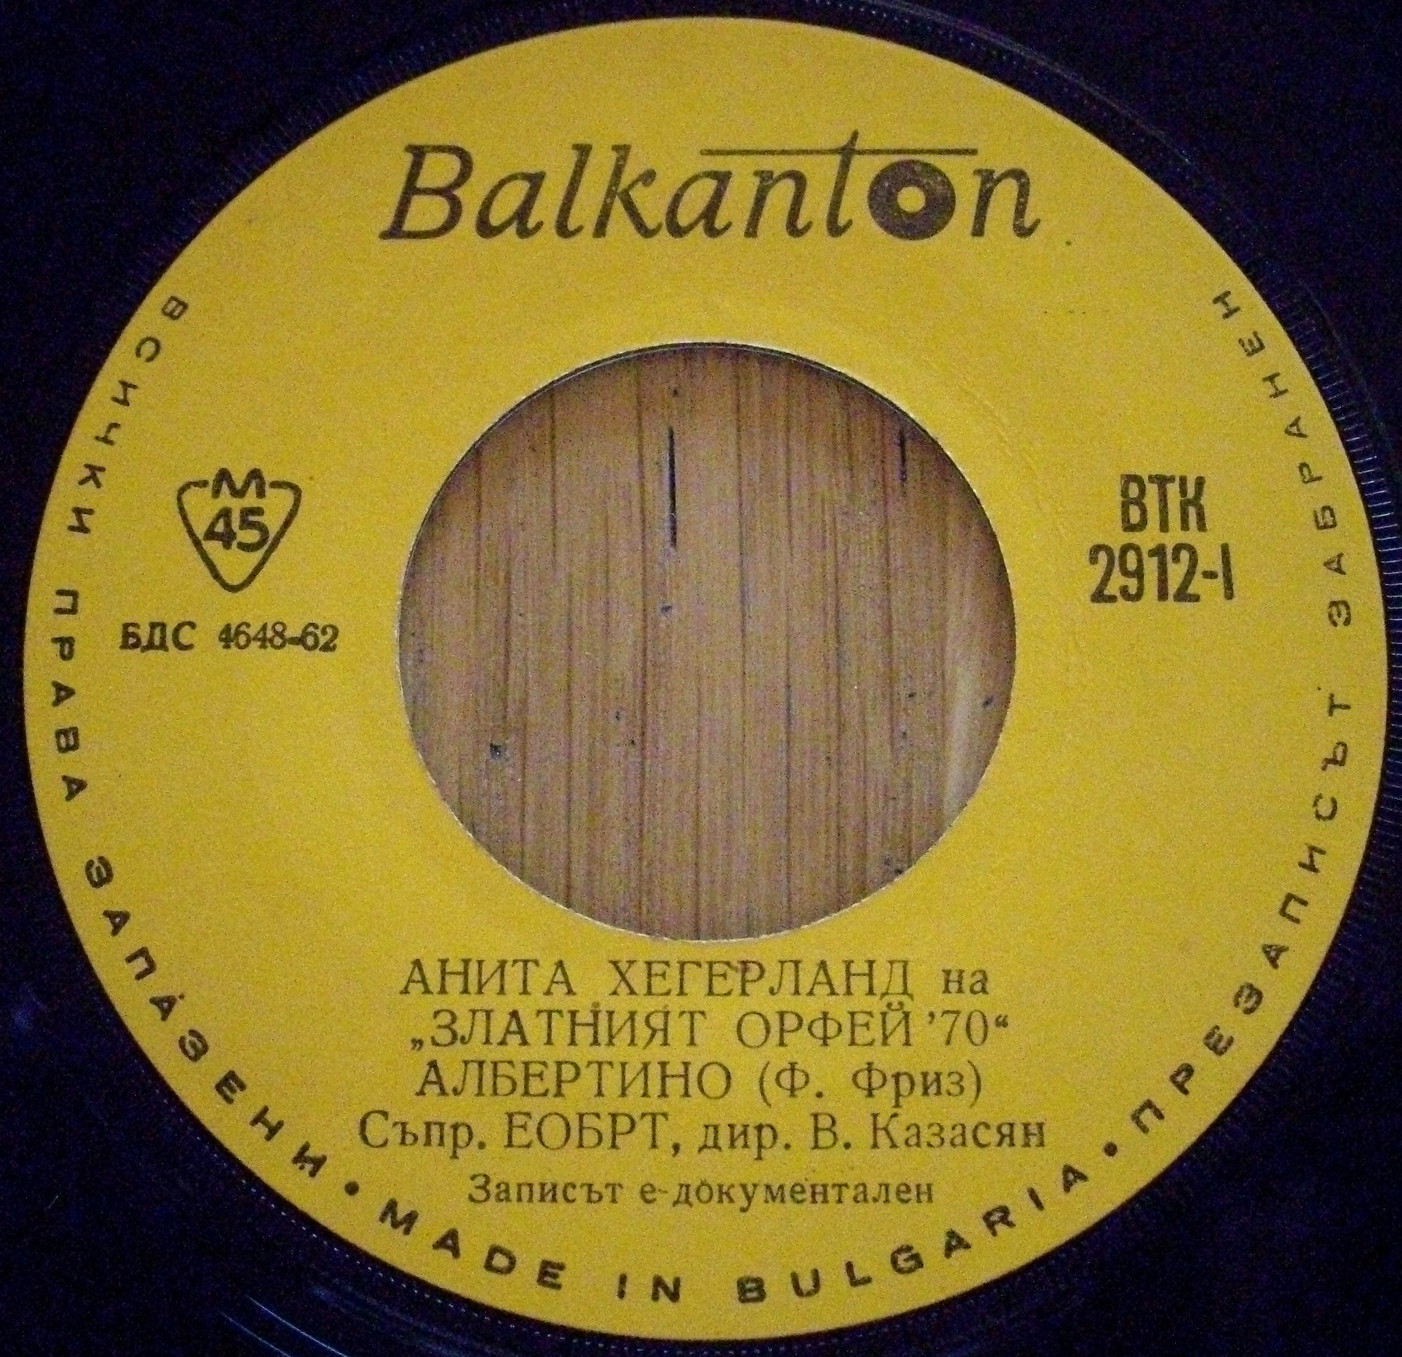 Balkanton
М
45
БДС 4648-62
ВТК
2912-I
АНИТА ХЕГЕРЛАНД на
„ЗЛАТНИЯТ ОРФЕЙ '70“
АЛБЕРТИНО (Ф. Фриз)
Съпр. ЕОБРТ, дир. В. Казасян
Записът е документален
ВСИЧКИ ПРАВА ЗАПАЗЕНИ • MADE IN BULGARIA • ПРЕЗАПИСЪТ ЗАБРАНЕН